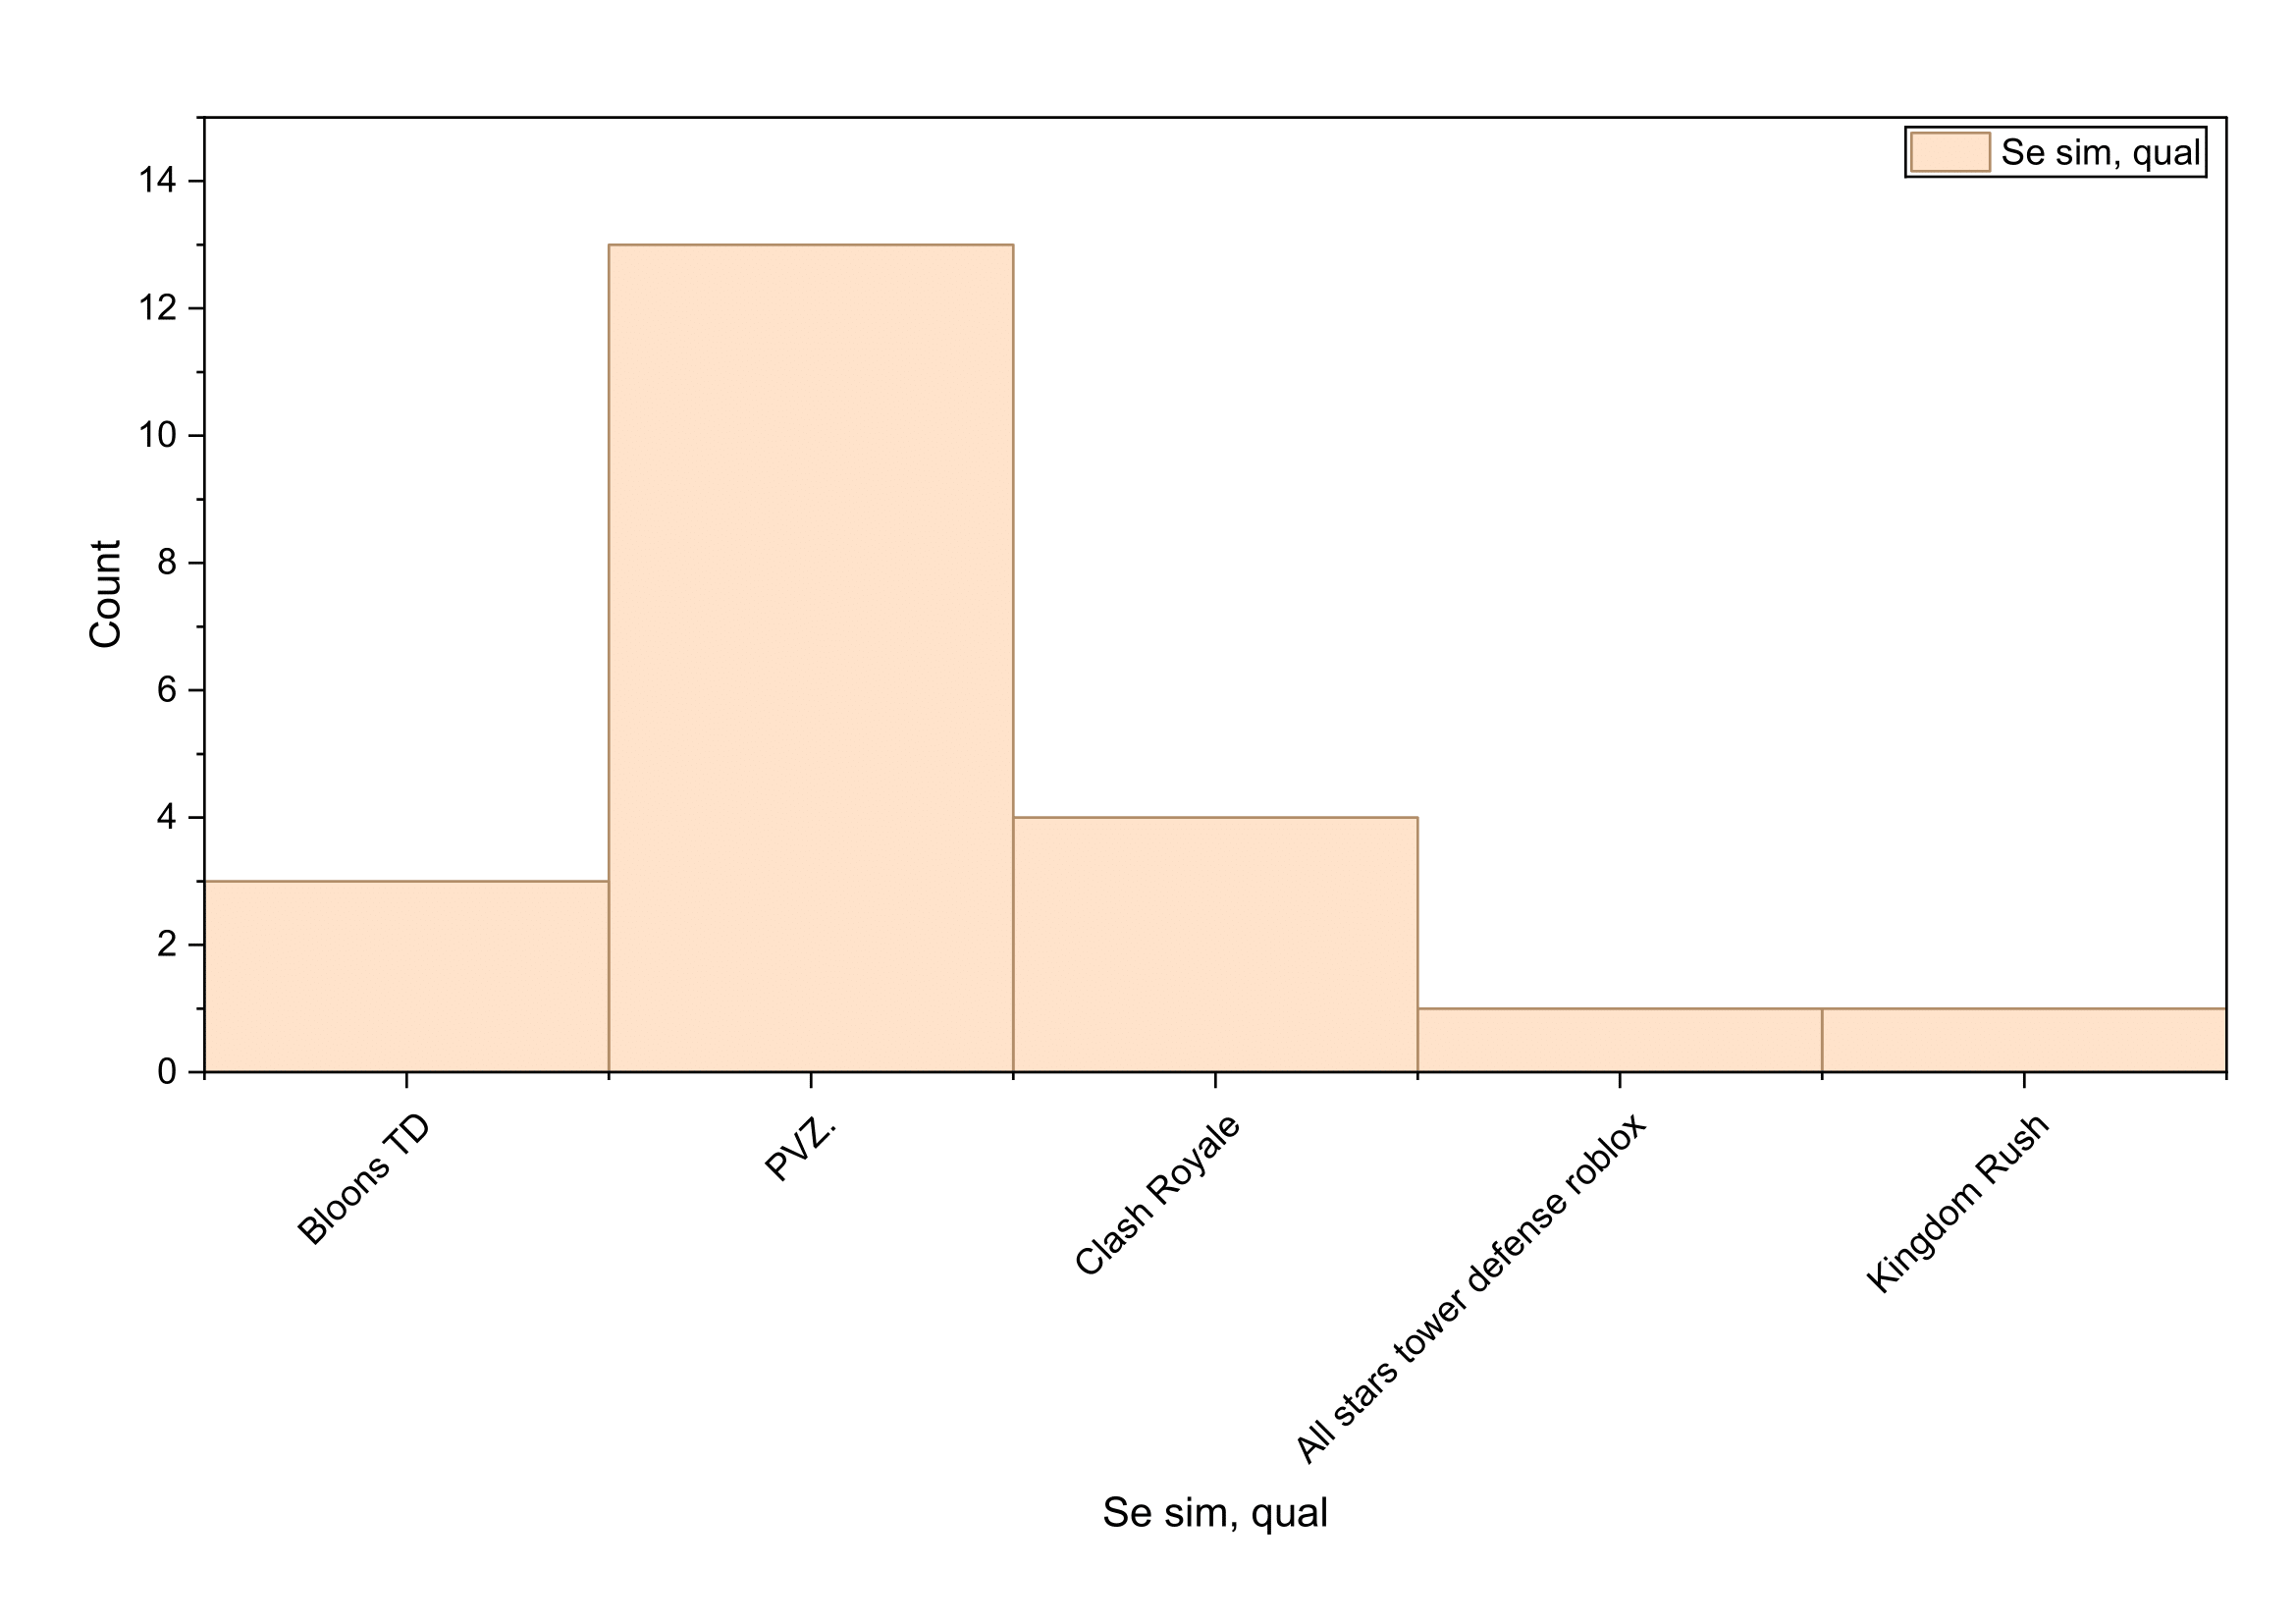 Se sim, qual
14
12
10
8
6
4
2
0
Count
Bloons TD
PVZ.
Clash Royale
All stars tower defense roblox
Kingdom Rush
Se sim, qual